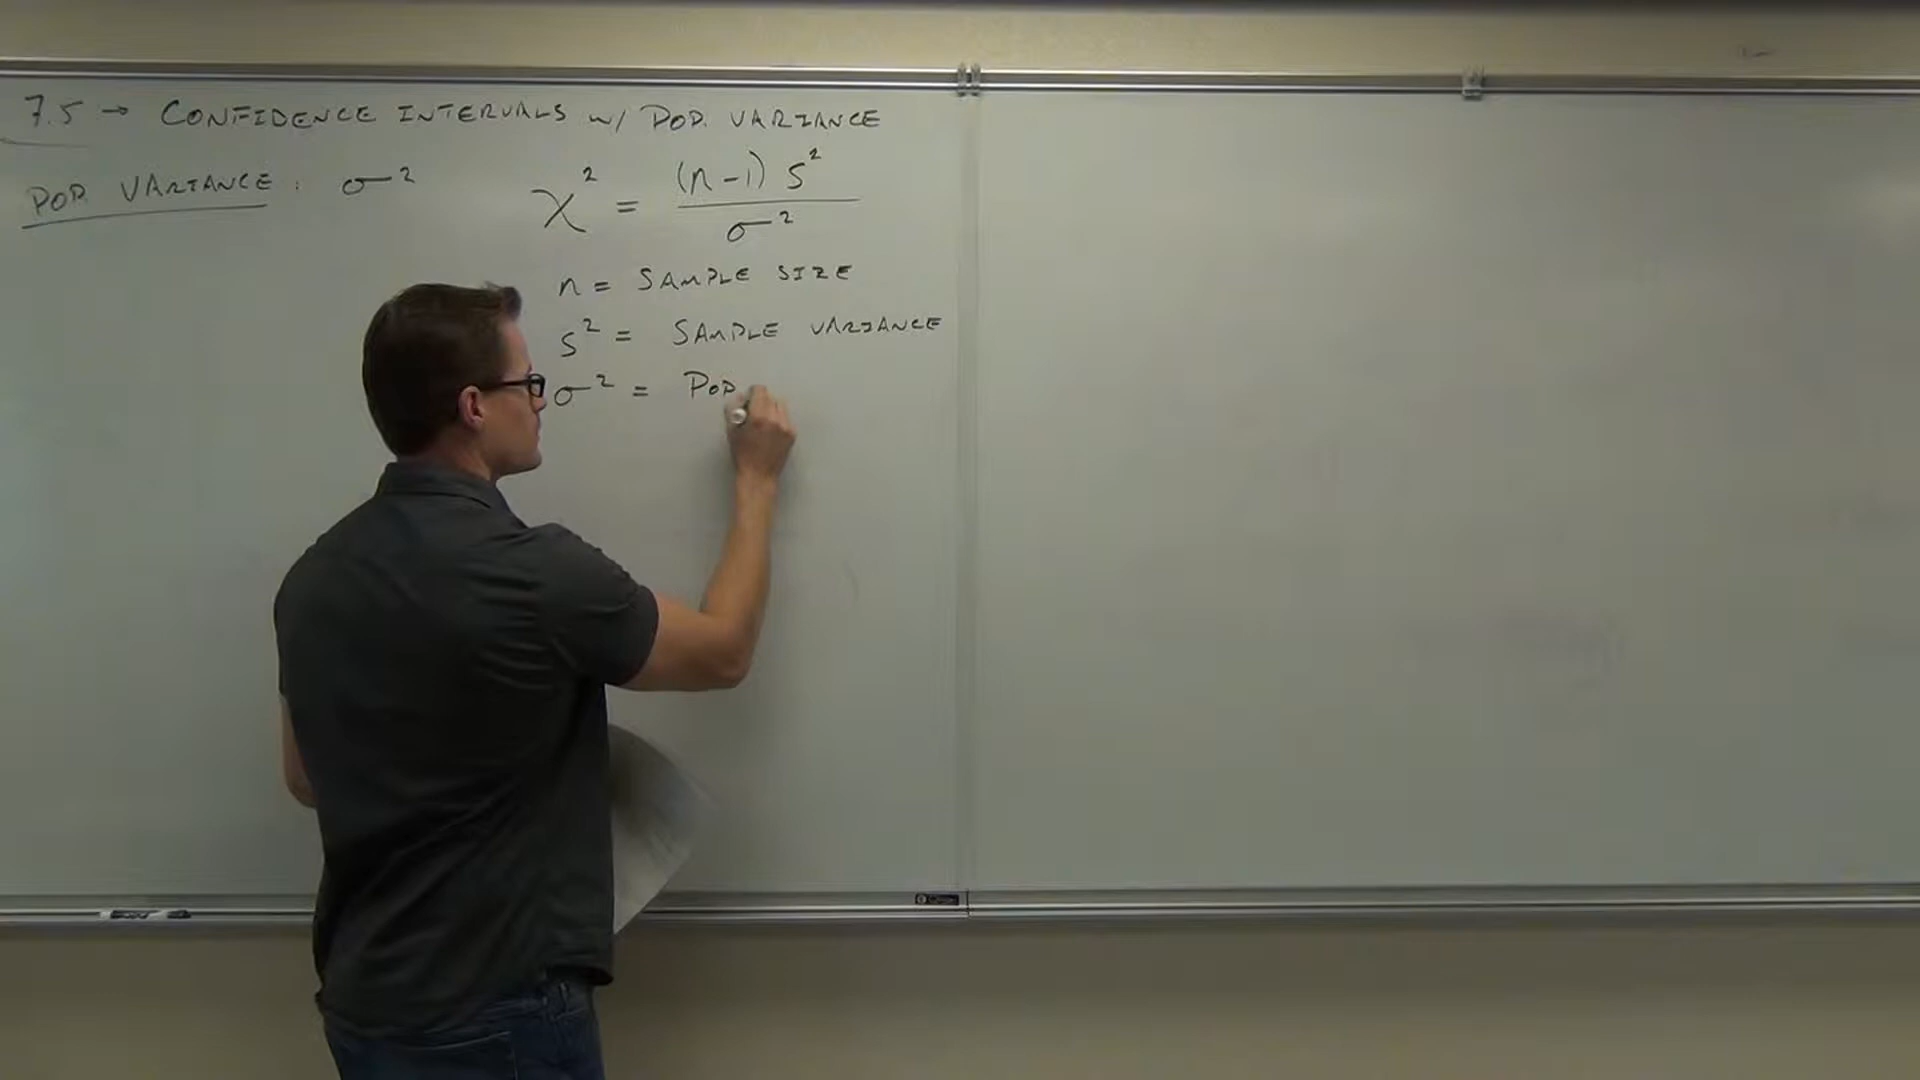 7.5 → CONFIDENCE INTERVALS w/ POP. VARIANCE
POP. VARIANCE : σ²
χ² = (n-1) s² / σ²
n = SAMPLE SIZE
s² = SAMPLE VARIANCE
σ² = POP